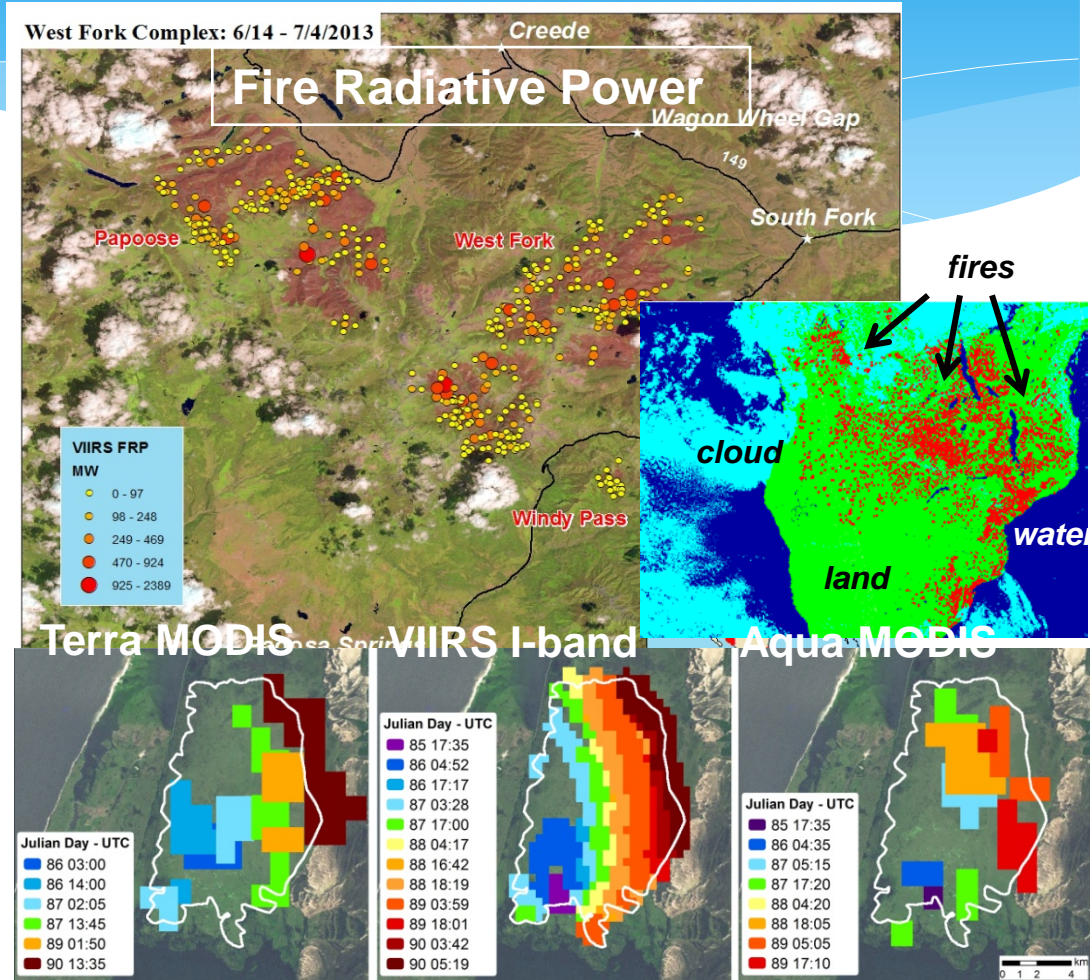 West Fork Complex: 6/14 - 7/4/2013
Creede
Fire Radiative Power
Wagon Wheel Gap
149
South Fork
Papoose
West Fork
fires
VIIRS FRP
MW
0 - 97
98 - 248
249 - 469
470 - 924
925 - 2389
Windy Pass
cloud
water
land
Terra MODIS
VIIRS I-band
Aqua MODIS
Julian Day - UTC
86 03:00
86 14:00
87 02:05
87 13:45
89 01:50
90 13:35
Julian Day - UTC
85 17:35
86 04:52
86 17:17
87 03:28
87 17:00
88 04:17
88 16:42
88 18:19
89 03:59
89 18:01
90 03:42
90 05:19
Julian Day - UTC
85 17:35
86 04:35
87 05:15
87 17:20
88 04:20
88 18:05
89 05:05
89 17:10
km
0 1 2 4